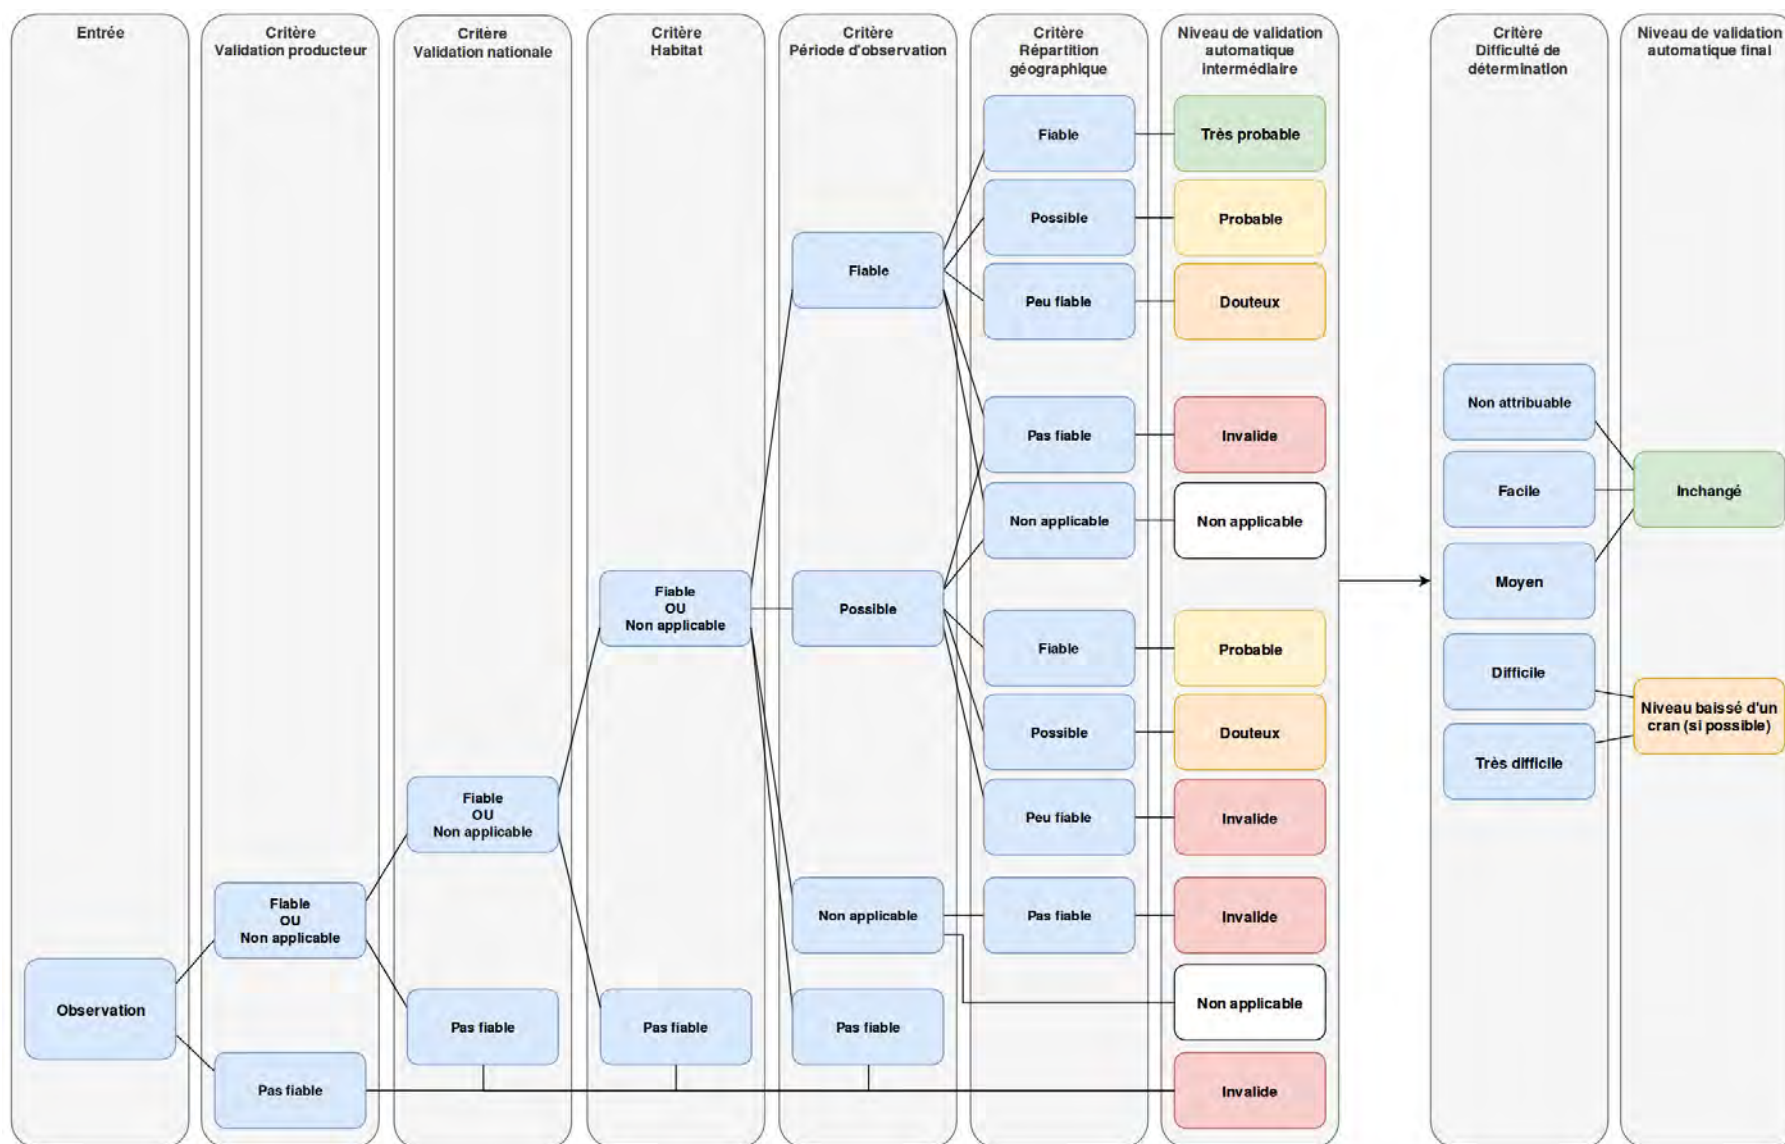 Entrée
Critère
Validation producteur
Critère
Validation nationale
Critère
Habitat
Critère
Période d'observation
Critère
Répartition
géographique
Niveau de validation
automatique
intermédiaire
Critère
Difficulté de
détermination
Niveau de validation
automatique final
Observation
Fiable
OU
Non applicable
Pas fiable
Fiable
OU
Non applicable
Pas fiable
Fiable
OU
Non applicable
Pas fiable
Fiable
Possible
Non applicable
Pas fiable
Fiable
Possible
Peu fiable
Pas fiable
Non applicable
Fiable
Possible
Peu fiable
Pas fiable
Très probable
Probable
Douteux
Invalide
Non applicable
Probable
Douteux
Invalide
Invalide
Non applicable
Invalide
Non attribuable
Facile
Moyen
Difficile
Très difficile
Inchangé
Niveau baissé d'un
cran (si possible)